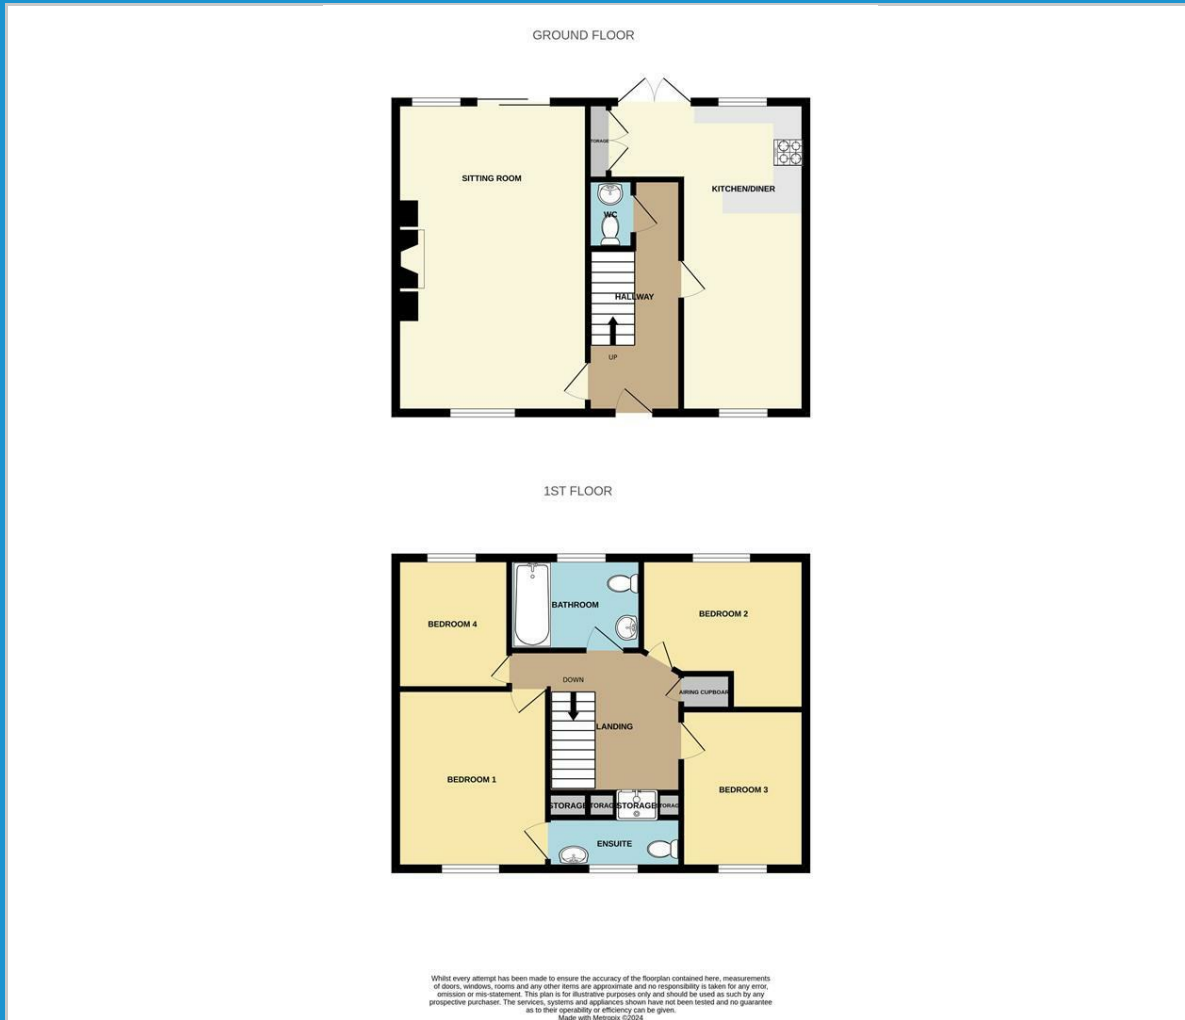 GROUND FLOOR
TORAGE
SITTING ROOM
KITCHEN/DINER
WC
HALLWAY
UP
1ST FLOOR
BATHROOM
BEDROOM 2
BEDROOM 4
DOWN
AIRING CUPBOAR
LANDING
BEDROOM 1
BEDROOM 3
STORAGE TORAG STORAGE TORAG
ENSUITE
Whilst every attempt has been made to ensure the accuracy of the floorplan contained here, measurements
of doors, windows, rooms and any other items are approximate and no responsibility is taken for any error,
omission or mis-statement. This plan is for illustrative purposes only and should be used as such by any
prospective purchaser. The services, systems and appliances shown have not been tested and no guarantee
as to their operability or efficiency can be given.
Made with Metropix ©2024